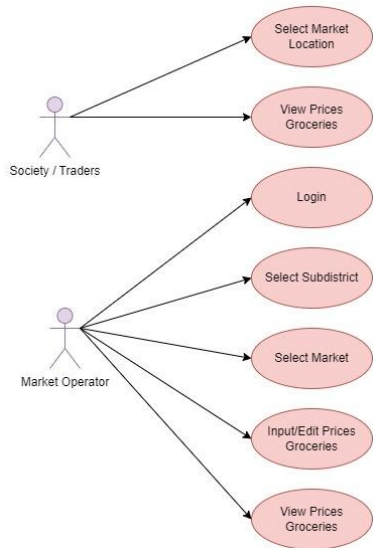 Select Market
Location
View Prices
Groceries
Society / Traders
Login
Select Subdistrict
Market Operator
Select Market
Input/Edit Prices
Groceries
View Prices
Groceries